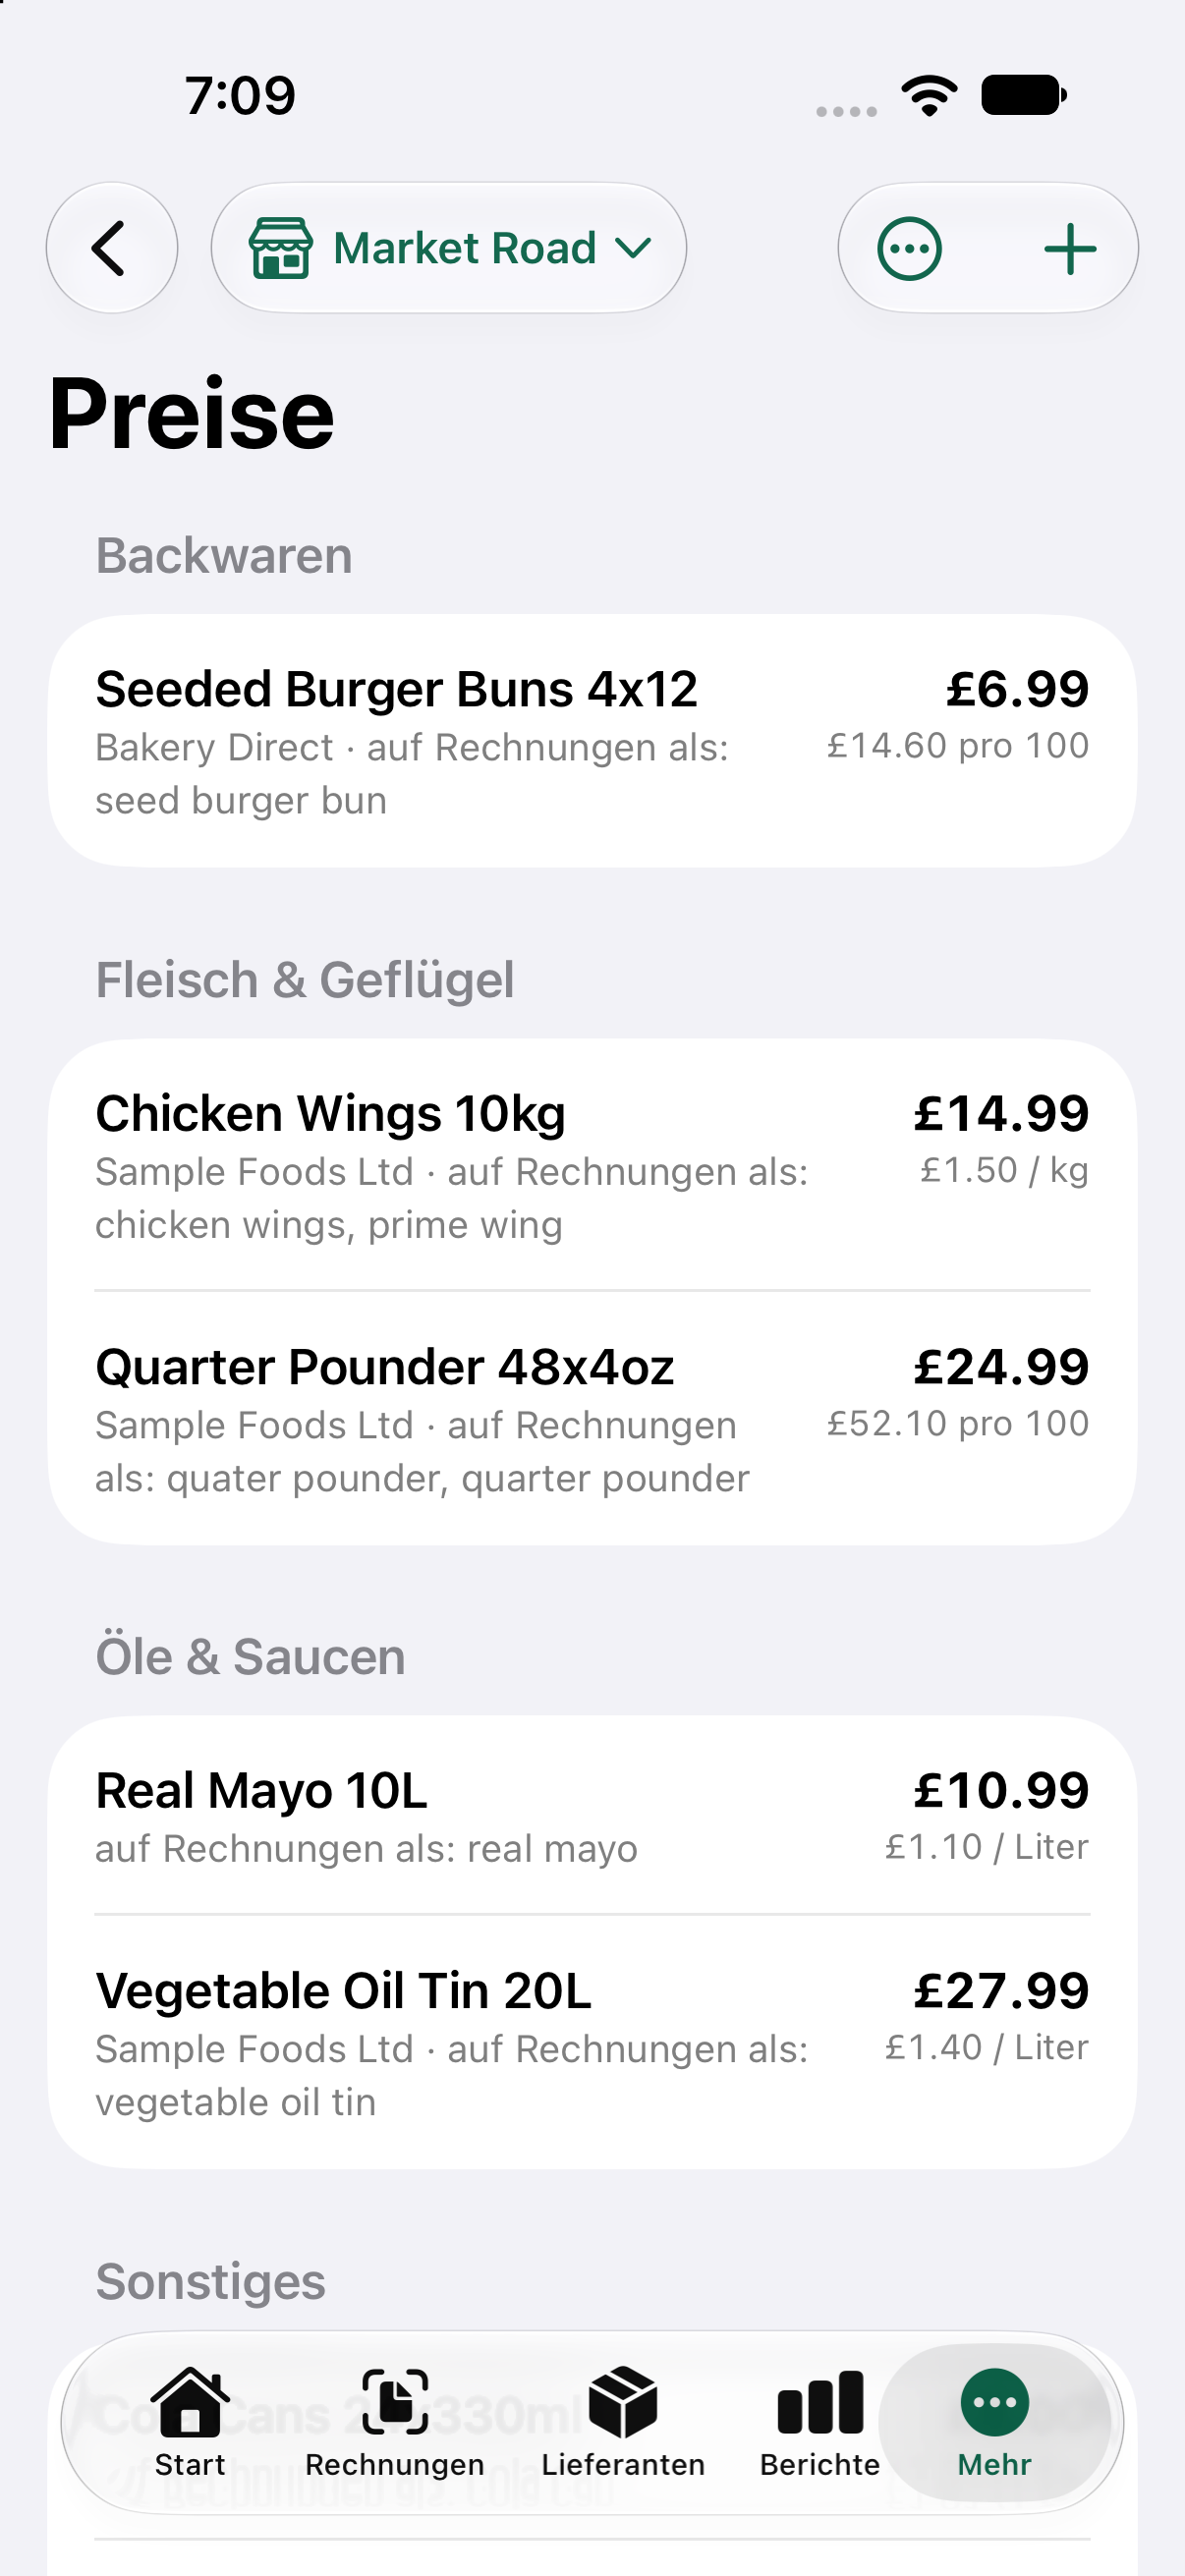 7:09
Market Road
Preise
Backwaren
Seeded Burger Buns 4x12
£6.99
Bakery Direct · auf Rechnungen als:
£14.60 pro 100
seed burger bun
Fleisch & Geflügel
Chicken Wings 10kg
£14.99
Sample Foods Ltd · auf Rechnungen als:
£1.50 / kg
chicken wings, prime wing
Quarter Pounder 48x4oz
£24.99
Sample Foods Ltd · auf Rechnungen
£52.10 pro 100
als: quater pounder, quarter pounder
Öle & Saucen
Real Mayo 10L
£10.99
auf Rechnungen als: real mayo
£1.10 / Liter
Vegetable Oil Tin 20L
£27.99
Sample Foods Ltd · auf Rechnungen als:
£1.40 / Liter
vegetable oil tin
Sonstiges
Cans
330ml
Start
Rechnungen
Lieferanten
Berichte
Mehr